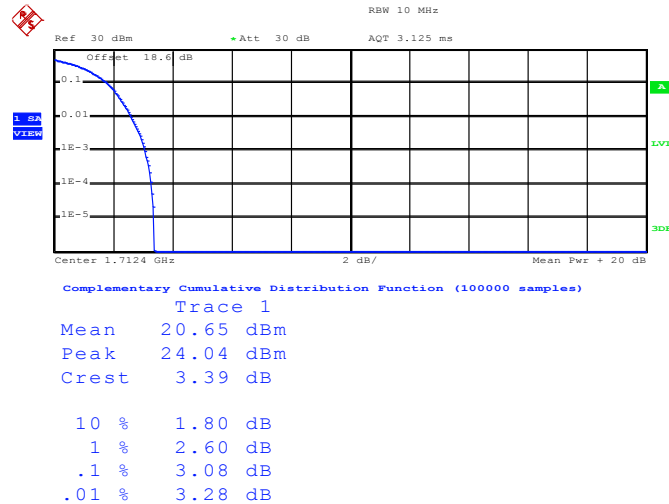 RBW 10 MHz
Ref 30 dBm * Att 30 dB AQT 3.125 ms
Offset 18.6 dB
0.1
A
0.01
1 SA
VIEW
1E-3
LVL
1E-4
1E-5
3DB
Center 1.7124 GHz 2 dB/ Mean Pwr + 20 dB
Complementary Cumulative Distribution Function (100000 samples)
Trace 1
Mean 20.65 dBm
Peak 24.04 dBm
Crest 3.39 dB
10 % 1.80 dB
1 % 2.60 dB
.1 % 3.08 dB
.01 % 3.28 dB